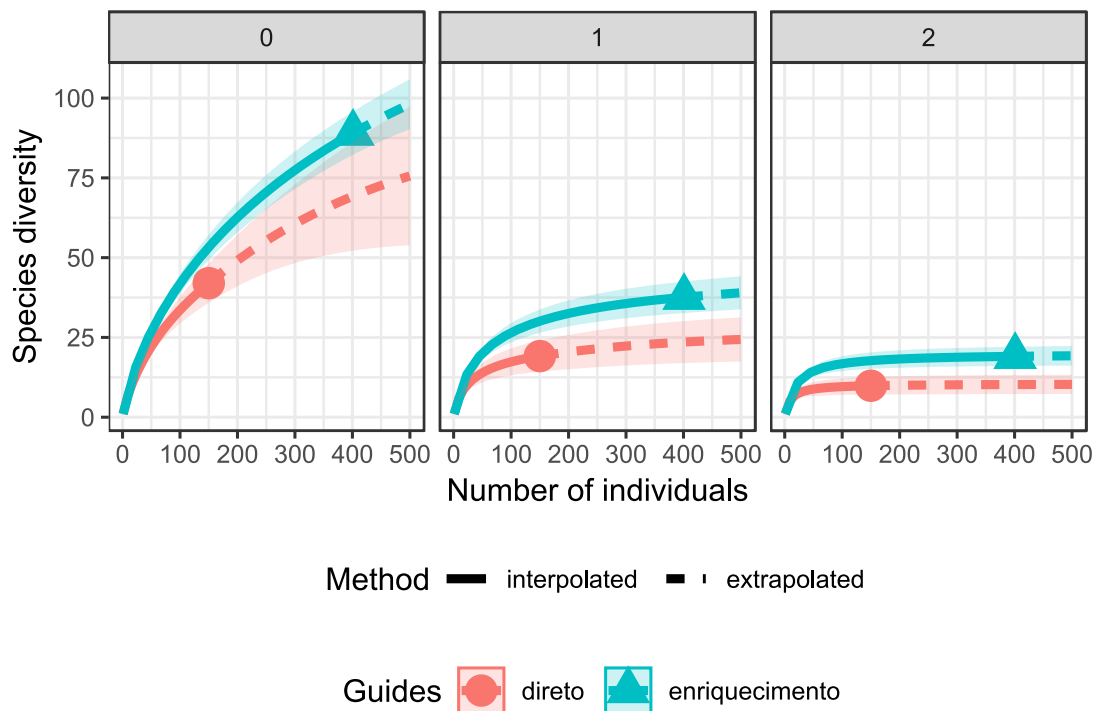 0 1 2
100
75
50
25
0
Species diversity
0 100 200 300 400 500 0 100 200 300 400 500 0 100 200 300 400 500
Number of individuals
Method interpolated extrapolated
Guides direto enriquecimento